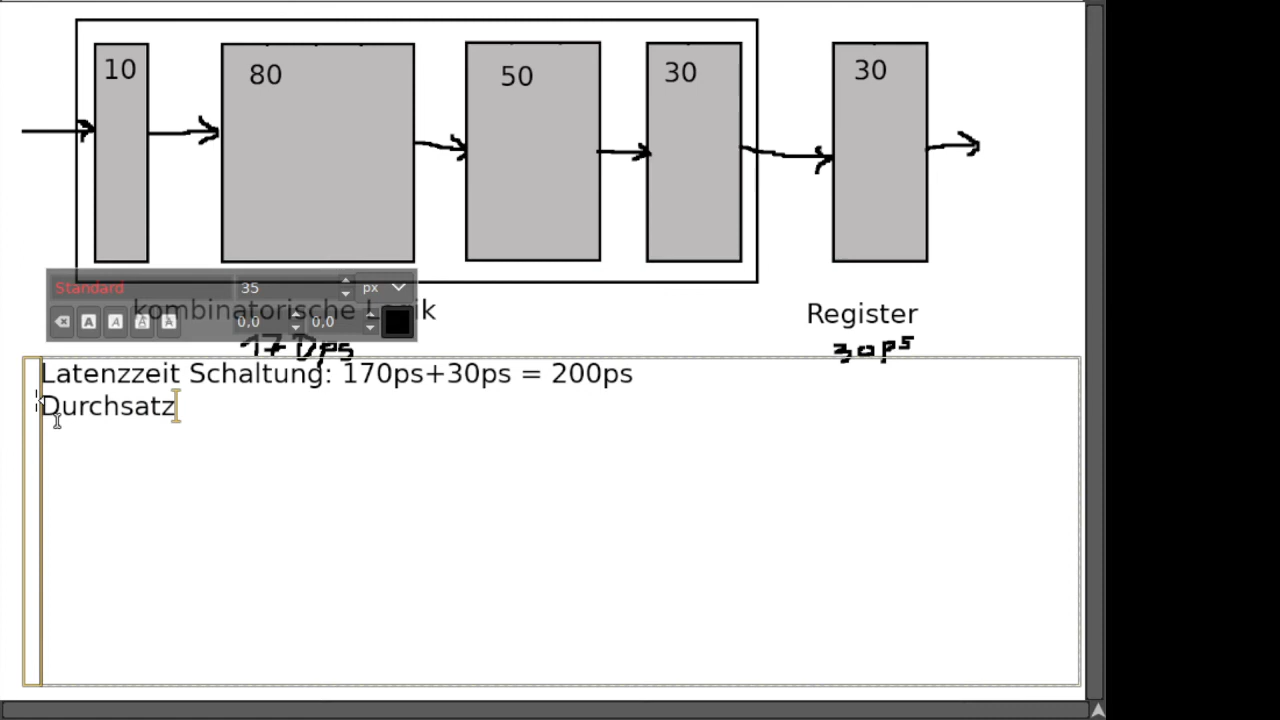 10
80
50
30
30
Standard
35
px
kombinatorische Logik
Register
A A A A
0,0
0,0
170ps
30ps
Latenzzeit Schaltung: 170ps+30ps = 200ps
Durchsatz